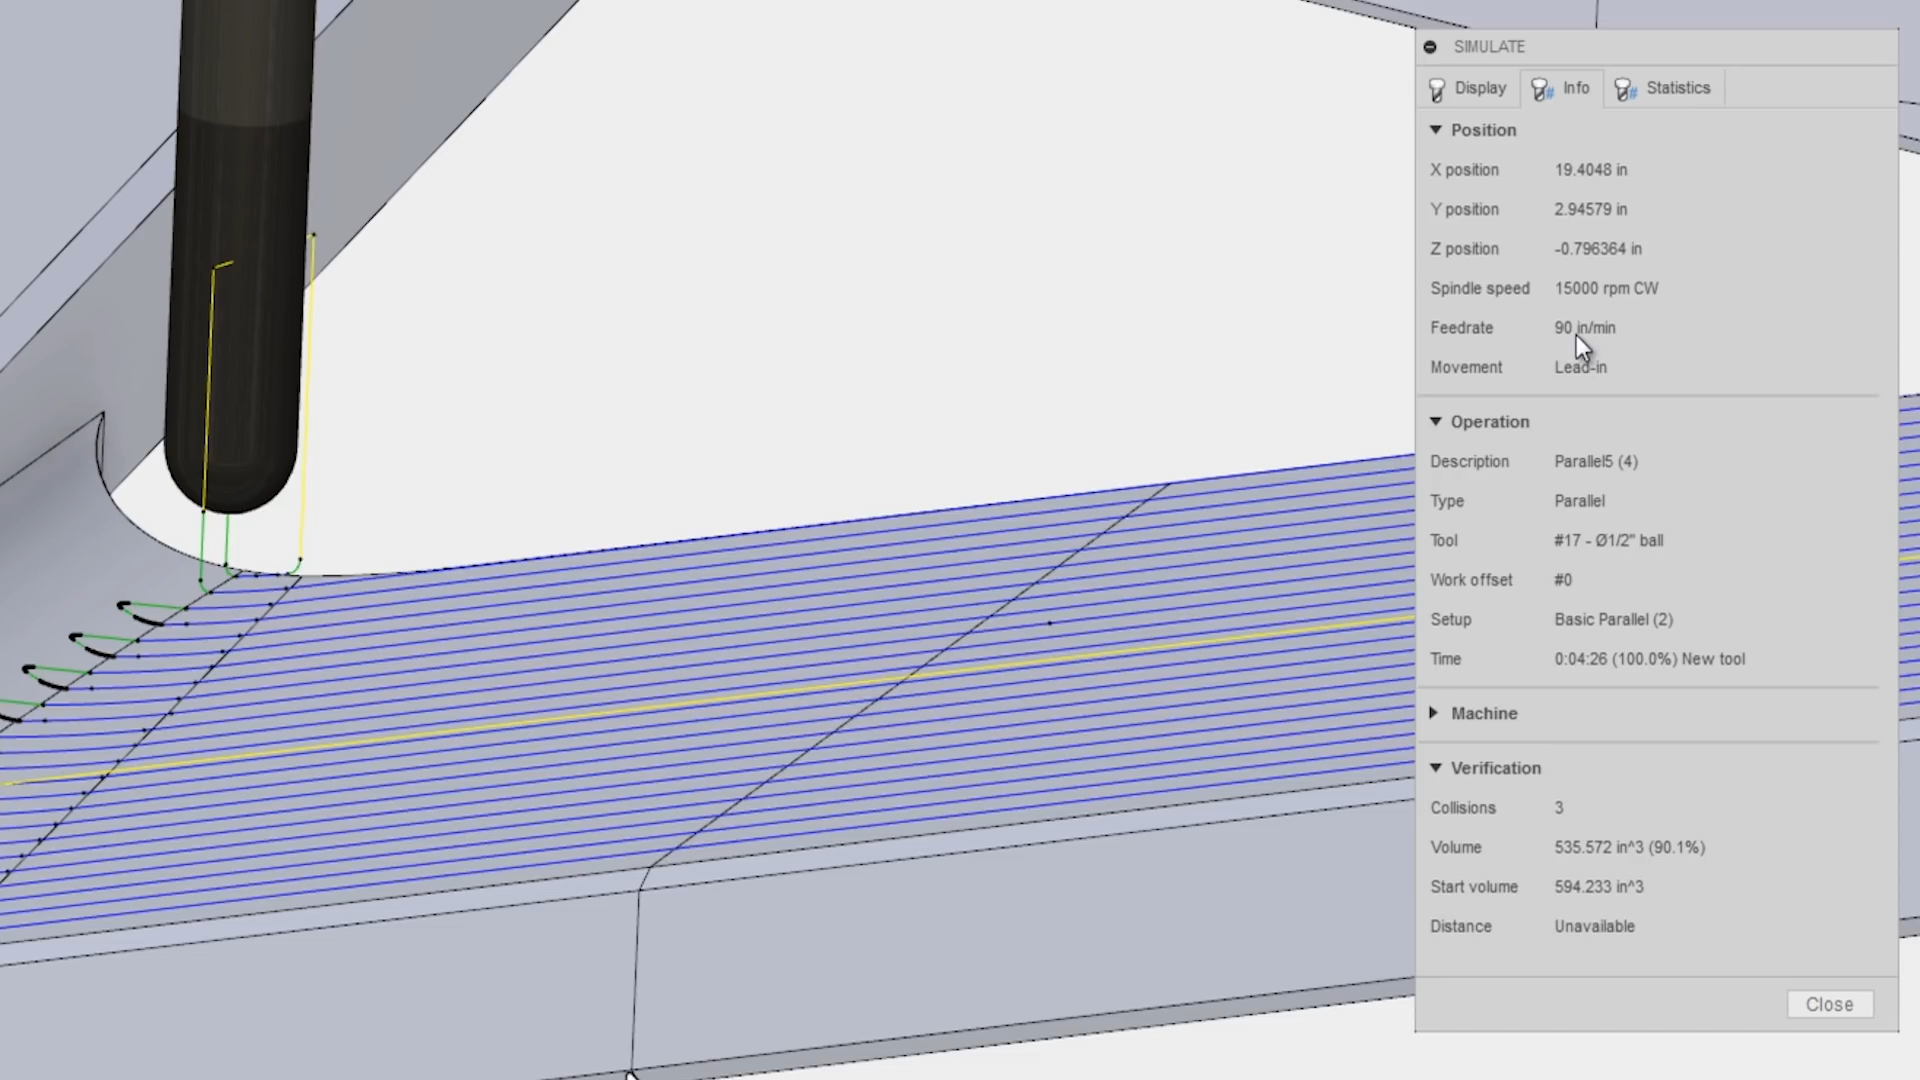 SIMULATE
Display Info Statistics
Position
X position 19.4048 in
Y position 2.94579 in
Z position -0.796364 in
Spindle speed 15000 rpm CW
Feedrate 90 in/min
Movement Lead-in
Operation
Description Parallel5 (4)
Type Parallel
Tool #17 - Ø1/2" ball
Work offset #0
Setup Basic Parallel (2)
Time 0:04:26 (100.0%) New tool
Machine
Verification
Collisions 3
Volume 535.572 in^3 (90.1%)
Start volume 594.233 in^3
Distance Unavailable
Close